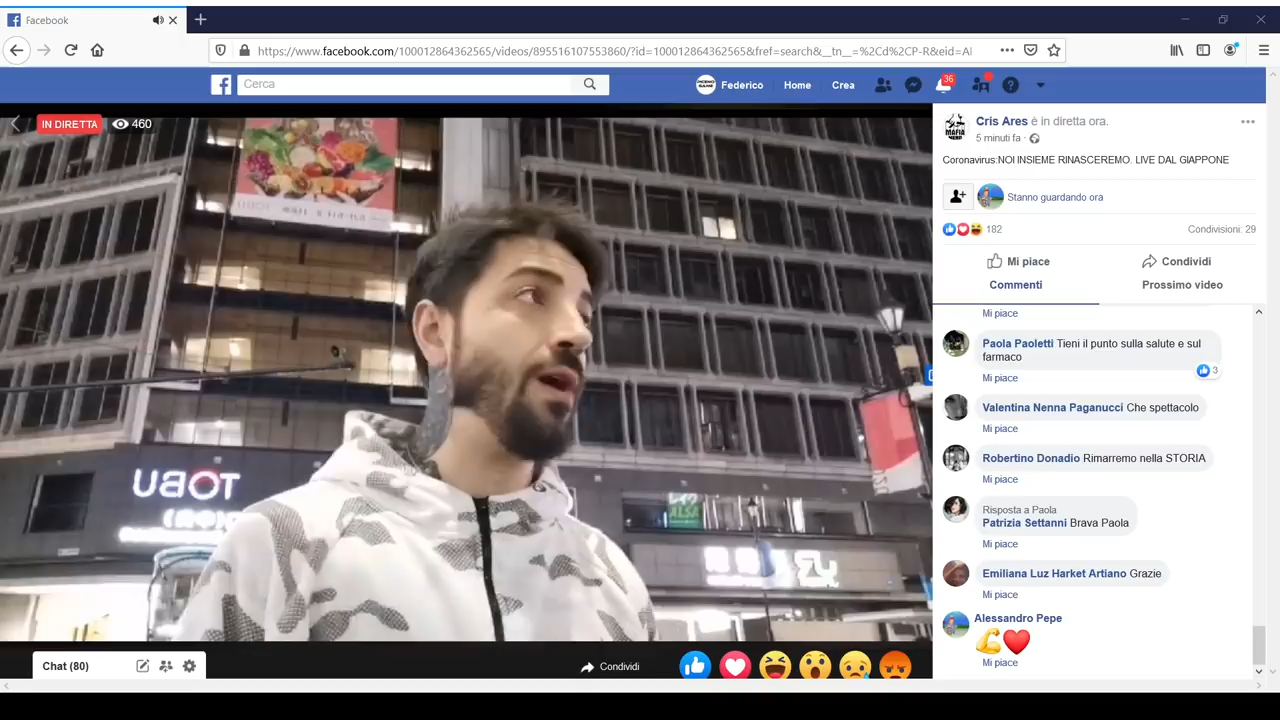 Facebook
https://www.facebook.com/100012864362565/videos/895516107553860/?id=100012864362565&fref=search&__tn__=%2Cd%2CP-R&eid=A
Cerca
Federico
Home
Crea
36
IN DIRETTA
460
UBOT
Cris Ares è in diretta ora.
MAFIA
5 minuti fa ·
Coronavirus:NOI INSIEME RINASCEREMO. LIVE DAL GIAPPONE
Stanno guardando ora
182
Condivisioni: 29
Mi piace
Condividi
Commenti
Prossimo video
Mi piace
Paola Paoletti Tieni il punto sulla salute e sul
farmaco
3
Mi piace
Valentina Nenna Paganucci Che spettacolo
Mi piace
Robertino Donadio Rimarremo nella STORIA
Mi piace
Risposta a Paola
Patrizia Settanni Brava Paola
Mi piace
Emiliana Luz Harket Artiano Grazie
Mi piace
Alessandro Pepe
💪❤️
Mi piace
Chat (80)
Condividi